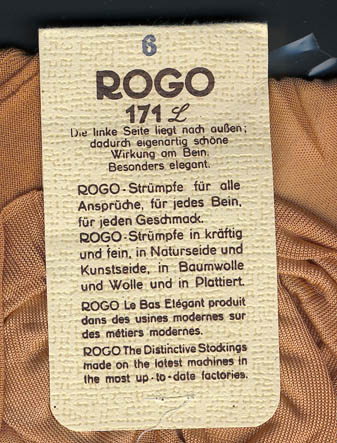 6
ROGO
171 L
Die linke Seite liegt nach außen;
dadurch eigenartig schöne
Wirkung am Bein.
Besonders elegant.
ROGO-Strümpfe für alle
Ansprüche, für jedes Bein,
für jeden Geschmack.
ROGO-Strümpfe in kräftig
und fein, in Naturseide und
Kunstseide, in Baumwolle
und Wolle und in Plattiert.
ROGO Le Bas Elégant produit
dans des usines modernes sur
des métiers modernes.
ROGO The Distinctive Stockings
made on the latest machines in
the most up-to-date factories.